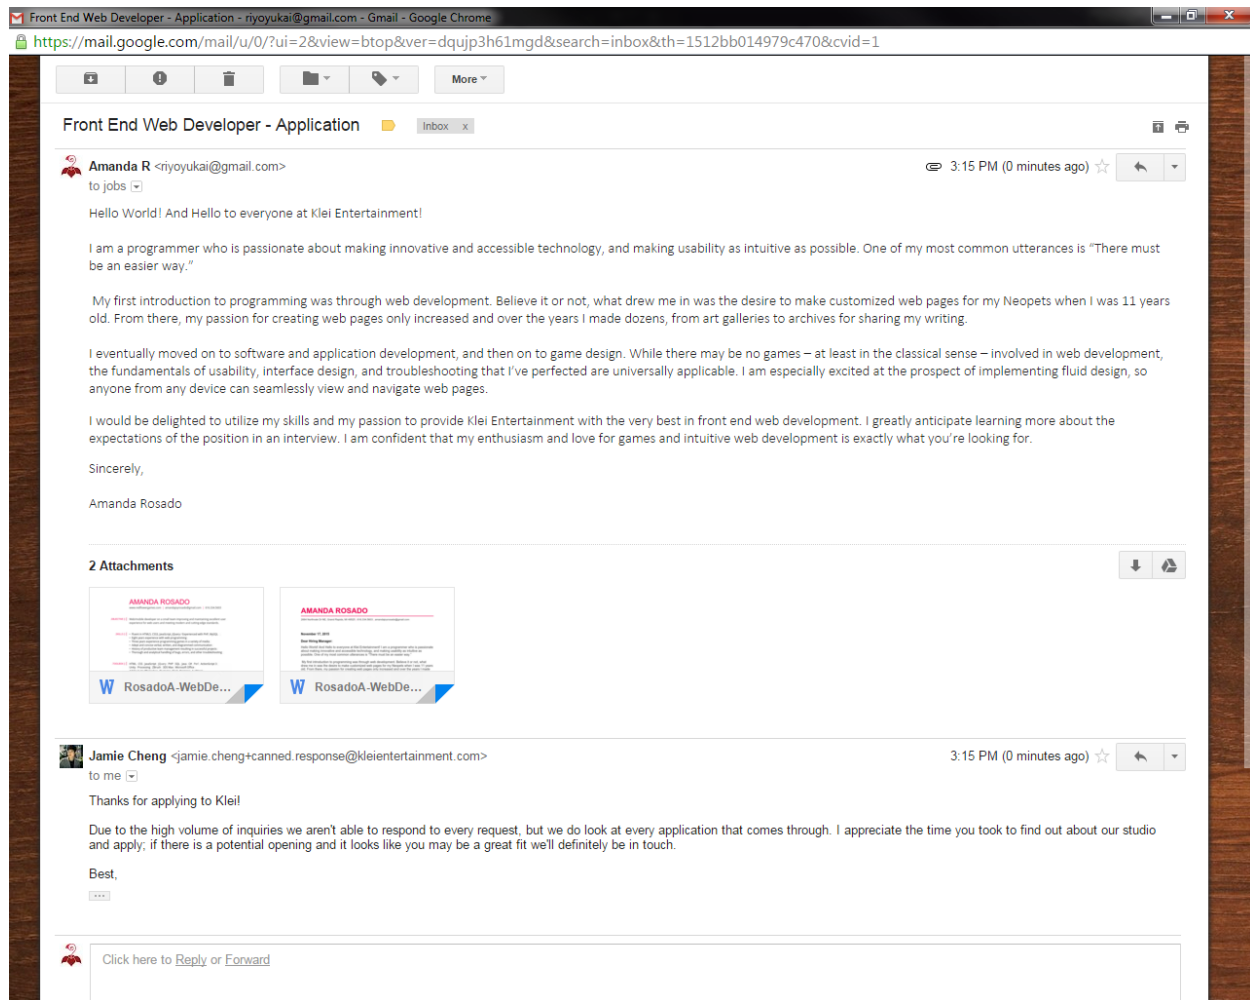 Front End Web Developer - Application - riyoyukai@gmail.com - Gmail - Google Chrome
https://mail.google.com/mail/u/0/?ui=2&view=btop&ver=dqujp3h61mgd&search=inbox&th=1512bb014979c470&cvid=1
More
Front End Web Developer - Application
Inbox x
Amanda R <riyoyukai@gmail.com>
3:15 PM (0 minutes ago)
to jobs
Hello World! And Hello to everyone at Klei Entertainment!
I am a programmer who is passionate about making innovative and accessible technology, and making usability as intuitive as possible. One of my most common utterances is “There must
be an easier way.”
My first introduction to programming was through web development. Believe it or not, what drew me in was the desire to make customized web pages for my Neopets when I was 11 years
old. From there, my passion for creating web pages only increased and over the years I made dozens, from art galleries to archives for sharing my writing.
I eventually moved on to software and application development, and then on to game design. While there may be no games – at least in the classical sense – involved in web development,
the fundamentals of usability, interface design, and troubleshooting that I’ve perfected are universally applicable. I am especially excited at the prospect of implementing fluid design, so
anyone from any device can seamlessly view and navigate web pages.
I would be delighted to utilize my skills and my passion to provide Klei Entertainment with the very best in front end web development. I greatly anticipate learning more about the
expectations of the position in an interview. I am confident that my enthusiasm and love for games and intuitive web development is exactly what you’re looking for.
Sincerely,
Amanda Rosado
2 Attachments
AMANDA ROSADO
AMANDA ROSADO
November 17, 2015
Dear Hiring Manager,
W RosadoA-WebDe...
W RosadoA-WebDe...
Jamie Cheng <jamie.cheng+canned.response@kleientertainment.com>
3:15 PM (0 minutes ago)
to me
Thanks for applying to Klei!
Due to the high volume of inquiries we aren't able to respond to every request, but we do look at every application that comes through. I appreciate the time you took to find out about our studio
and apply; if there is a potential opening and it looks like you may be a great fit we'll definitely be in touch.
Best,
Click here to Reply or Forward